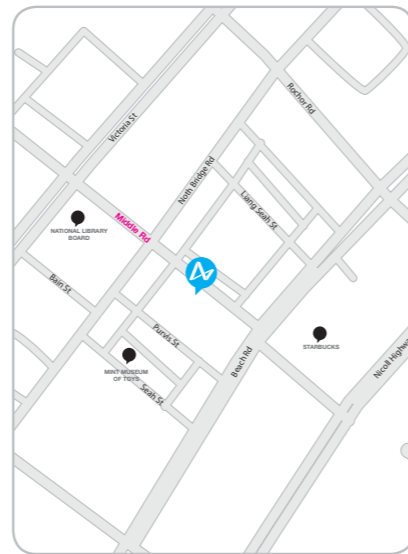 Rochor Rd
Victoria St
Noth Bridge Rd
Liang Seah St.
Middle Rd
NATIONAL LIBRARY
BOARD
Bain St.
Purvis St.
STARBUCKS
Beach Rd
MINT MUSEUM
OF TOYS
Seah St.
Nicoll Highw